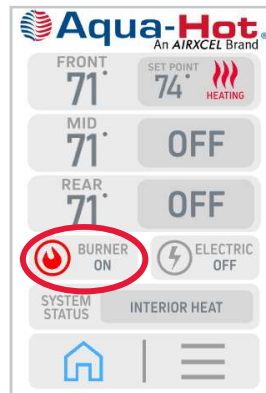 Aqua-Hot®
An AIRXCEL Brand
FRONT
71°
SET POINT
74°
HEATING
MID
71°
OFF
REAR
71°
OFF
BURNER
ON
ELECTRIC
OFF
SYSTEM
STATUS
INTERIOR HEAT